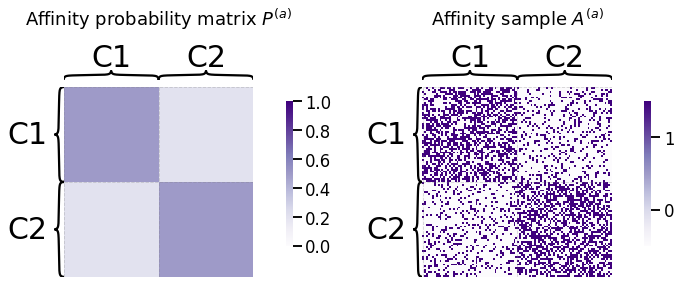 Affinity probability matrix P^(a)
C1 C2
C1
C2
1.0
0.8
0.6
0.4
0.2
0.0
Affinity sample A^(a)
C1 C2
C1
C2
1
0